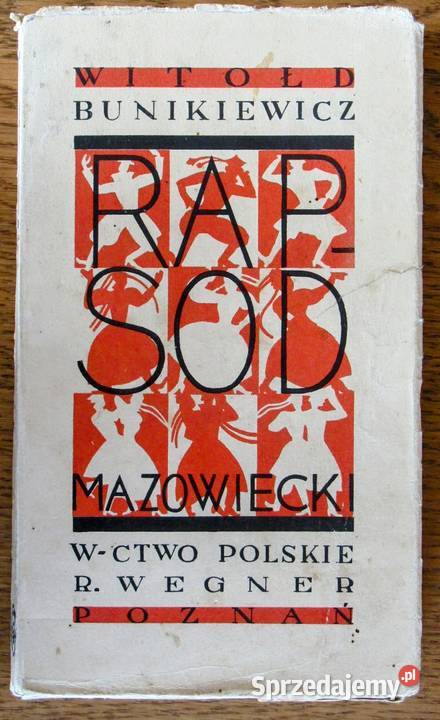 WITOŁD
BUNIKIEWICZ
RAP-
SOD
MAZOWIECKI
W-CTWO POLSKIE
R. WEGNER
POZNAŃ
Sprzedajemy.pl